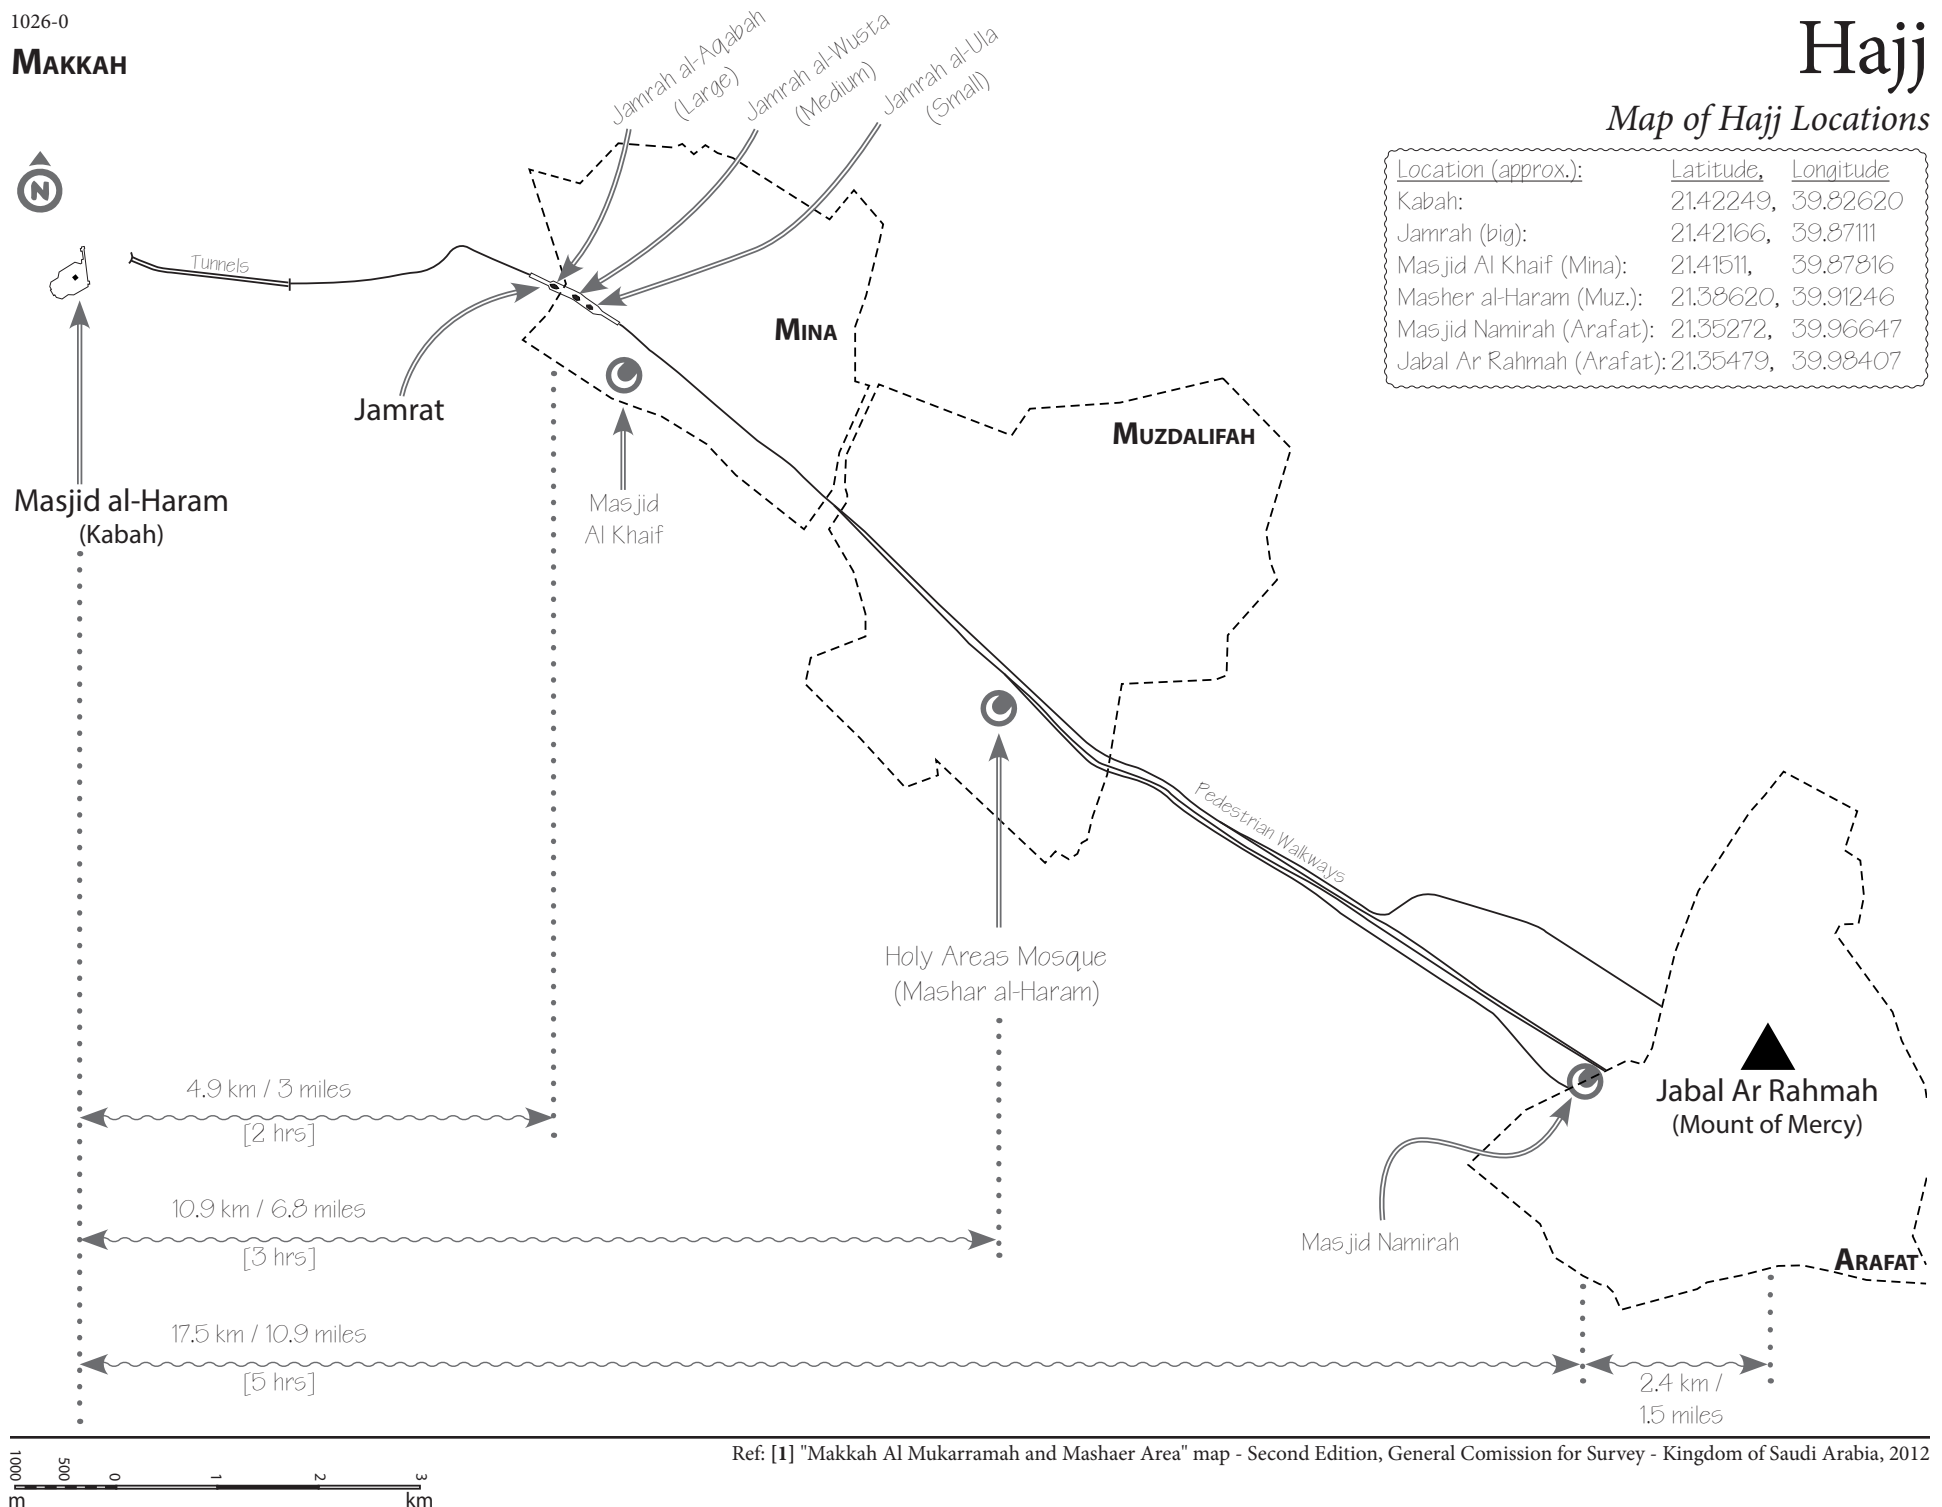 1026-0
MAKKAH
Hajj
Map of Hajj Locations
Jamrah al-Aqabah
(Large)
Jamrah al-Wusta
(Medium)
Jamrah al-Ula
(Small)
Location (approx.): Latitude, Longitude
Kabah: 21.42249, 39.82620
Jamrah (big): 21.42166, 39.87111
Masjid Al Khaif (Mina): 21.41511, 39.87816
Masher al-Haram (Muz.): 21.38620, 39.91246
Masjid Namirah (Arafat): 21.35272, 39.96647
Jabal Ar Rahmah (Arafat): 21.35479, 39.98407
N
Tunnels
MINA
Jamrat
MUZDALIFAH
Masjid al-Haram
(Kabah)
Masjid
Al Khaif
Pedestrian Walkways
Holy Areas Mosque
(Mashar al-Haram)
Jabal Ar Rahmah
(Mount of Mercy)
4.9 km / 3 miles
[2 hrs]
10.9 km / 6.8 miles
[3 hrs]
Masjid Namirah
ARAFAT
17.5 km / 10.9 miles
[5 hrs]
2.4 km /
1.5 miles
Ref: [1] "Makkah Al Mukarramah and Mashaer Area" map - Second Edition, General Comission for Survey - Kingdom of Saudi Arabia, 2012
1000 500 0 1 2 3
m km